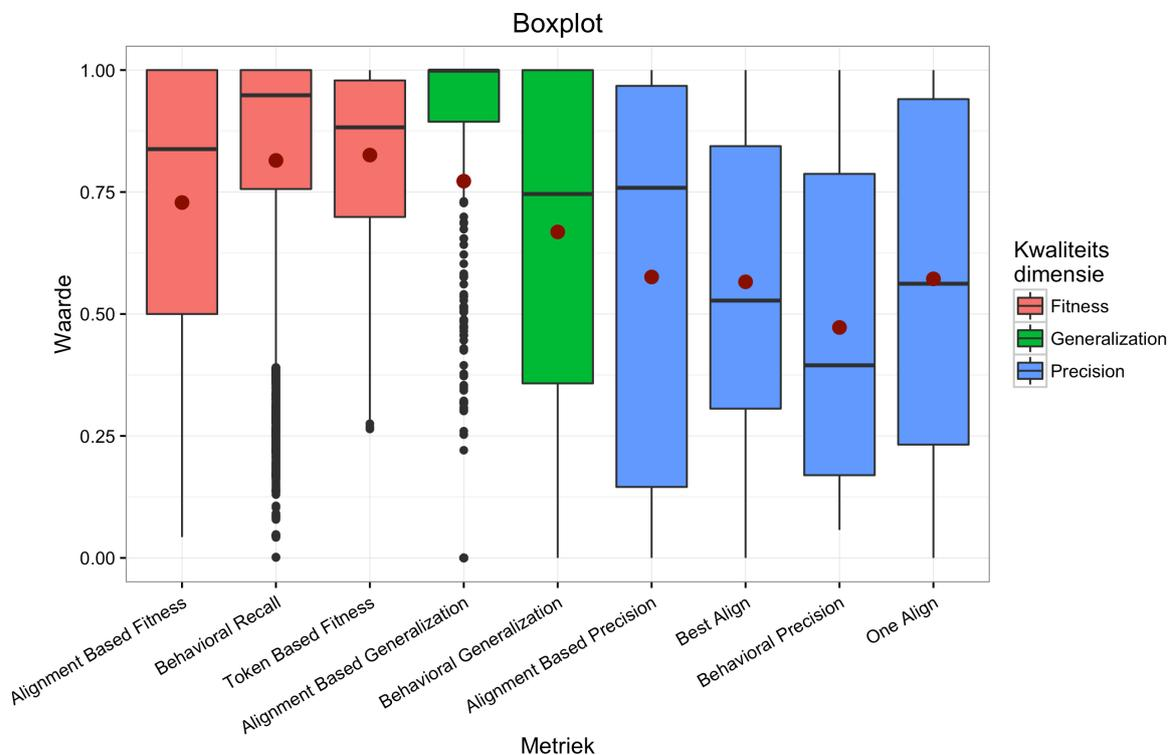 Boxplot
1.00
0.75
0.50
0.25
0.00
Waarde
Alignment Based Fitness
Behavioral Recall
Token Based Fitness
Alignment Based Generalization
Behavioral Generalization
Alignment Based Precision
Best Align
Behavioral Precision
One Align
Metriek
Kwaliteits
dimensie
Fitness
Generalization
Precision